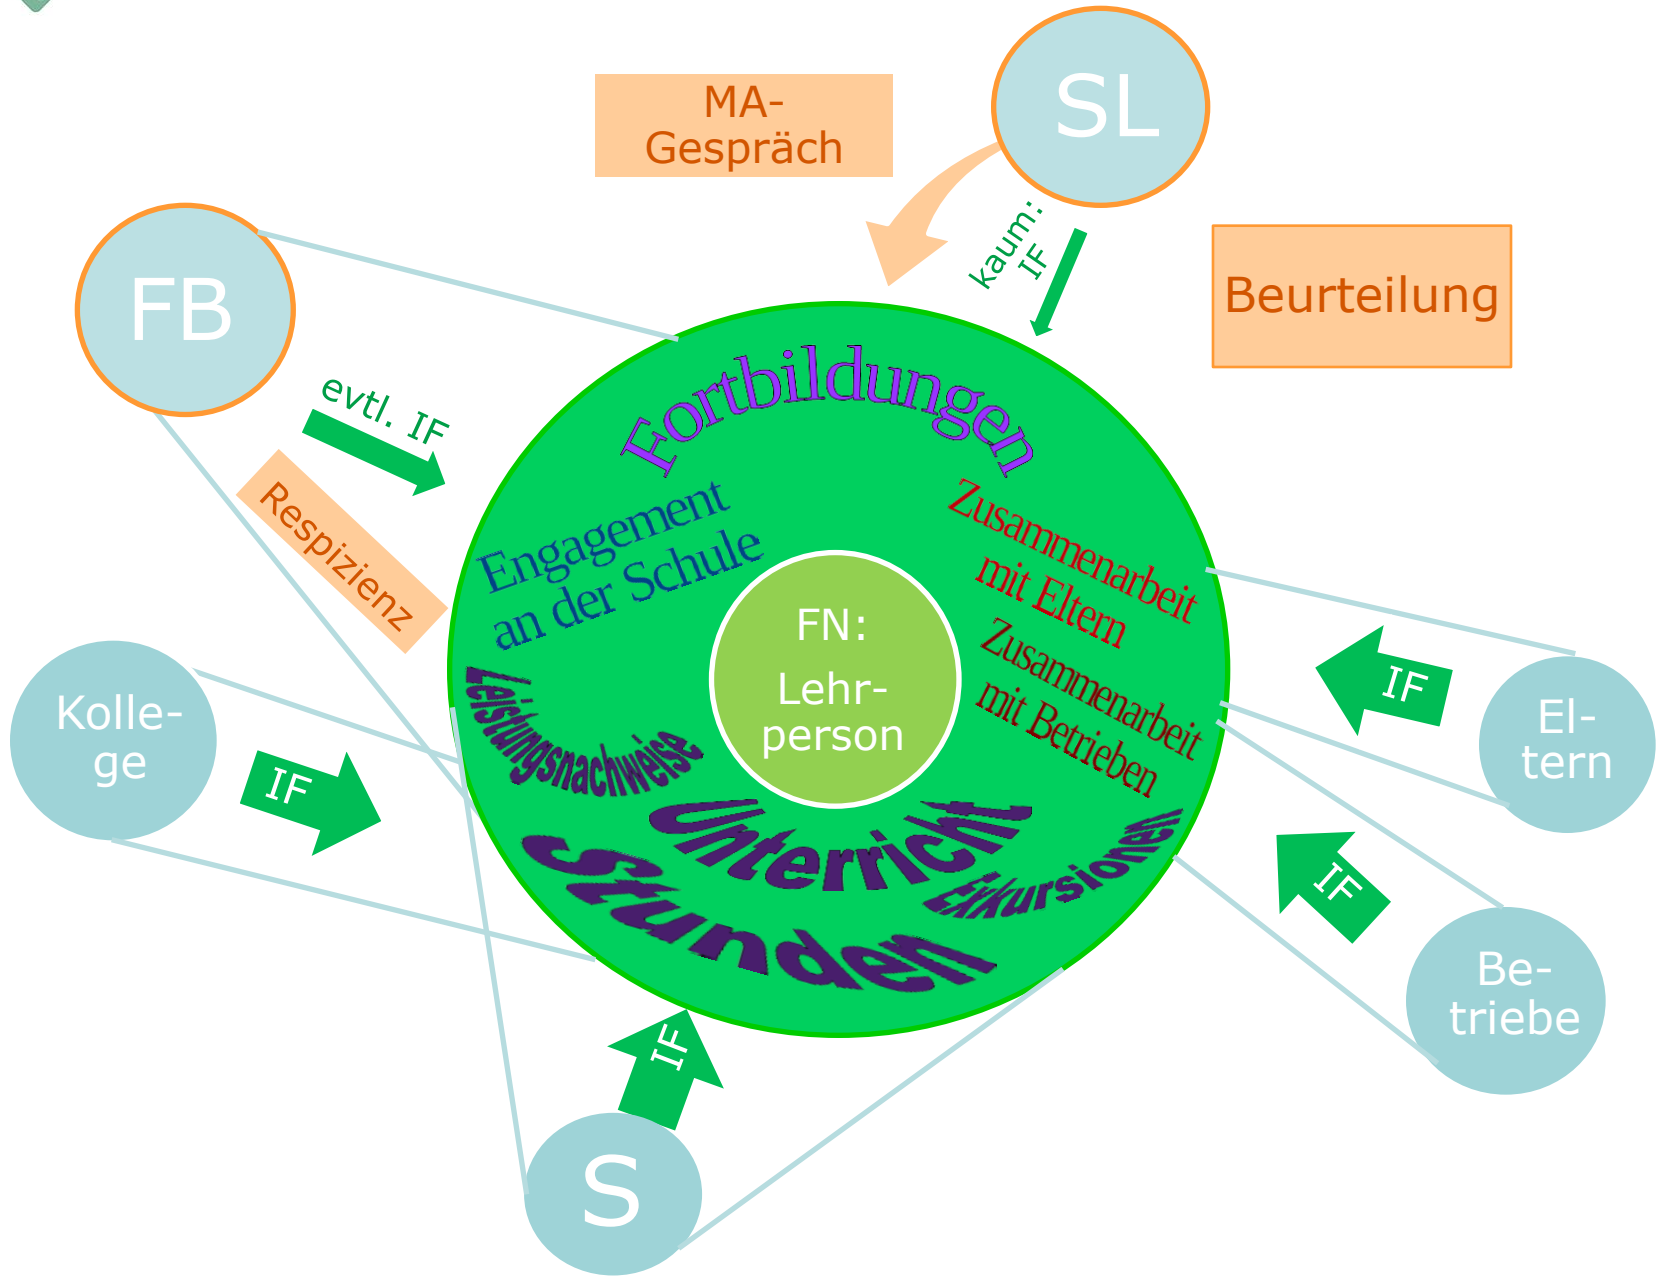 SL
MA-
Gespräch
kaum:
IF
Beurteilung
FB
evtl. IF
Respizienz
Fortbildungen
Engagement
an der Schule
Zusammenarbeit
mit Eltern
Zusammenarbeit
mit Betrieben
FN:
Lehr-
person
Leistungsnachweise
Unterricht
Exkursionen
Stunden
Kolle-
ge
IF
IF
El-
tern
IF
Be-
triebe
IF
S